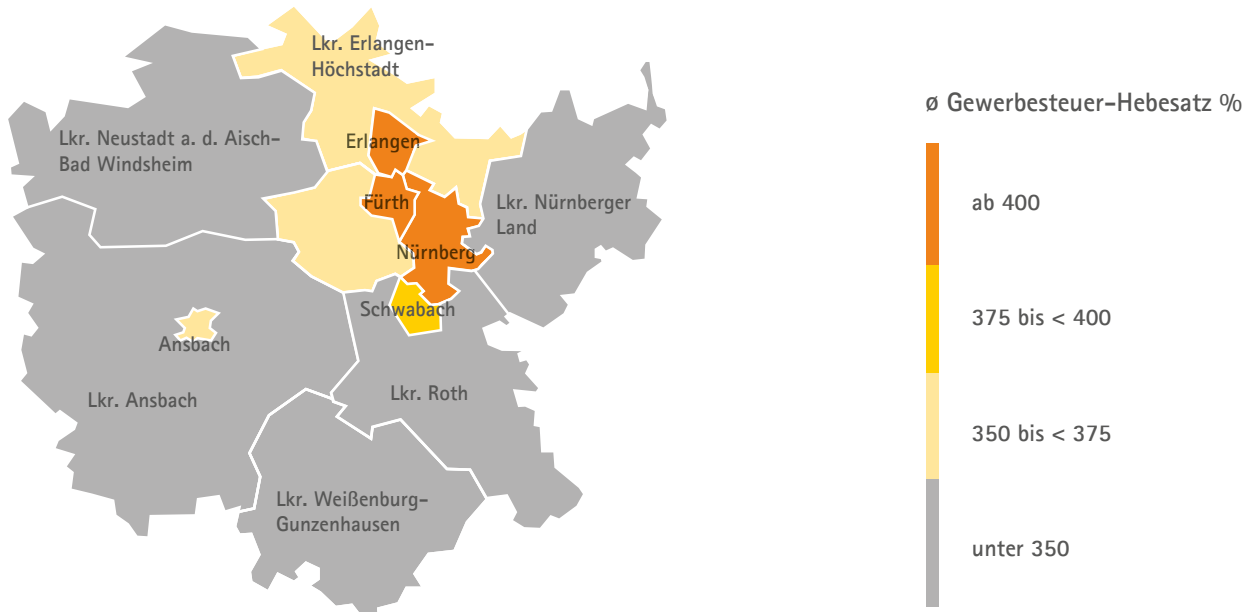 Lkr. Erlangen-
Höchstadt
Lkr. Neustadt a. d. Aisch-
Bad Windsheim
Erlangen
Fürth
Lkr. Nürnberger
Land
Nürnberg
Schwabach
Ansbach
Lkr. Ansbach
Lkr. Roth
Lkr. Weißenburg-
Gunzenhausen
ø Gewerbesteuer-Hebesatz %
ab 400
375 bis < 400
350 bis < 375
unter 350